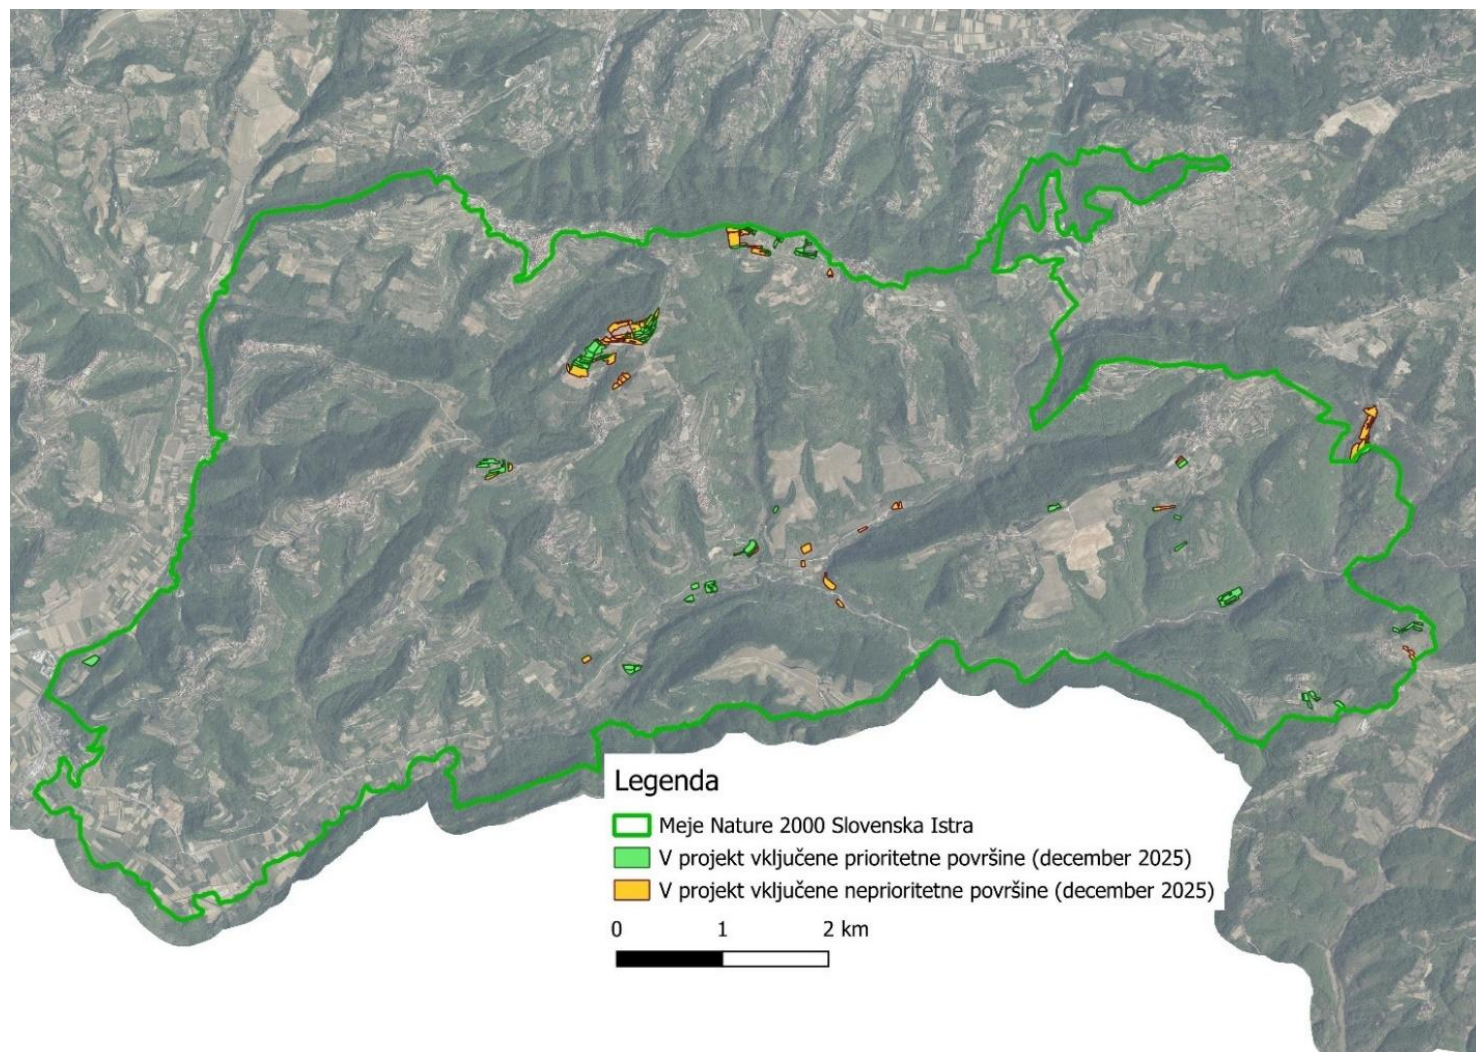 Legenda
Meje Nature 2000 Slovenska Istra
V projekt vključene prioritetne površine (december 2025)
V projekt vključene neprioritetne površine (december 2025)
0 1 2 km